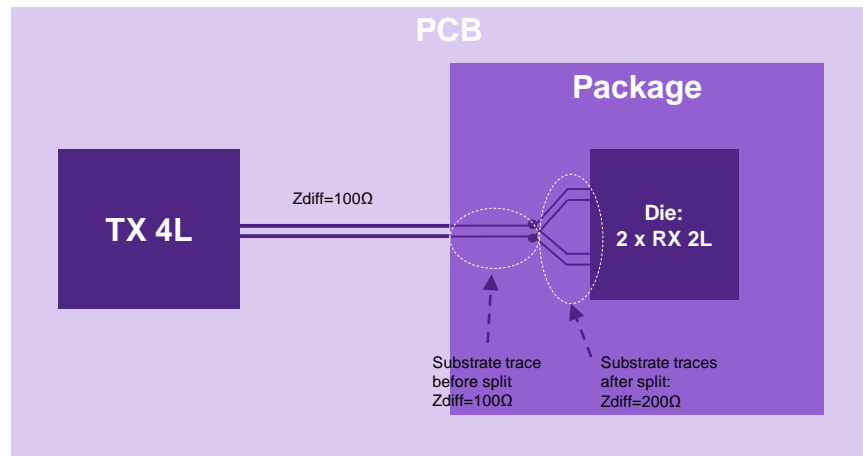 PCB
Package
Zdiff=100Ω
TX 4L
Die:
2 x RX 2L
Substrate trace
before split
Zdiff=100Ω
Substrate traces
after split:
Zdiff=200Ω